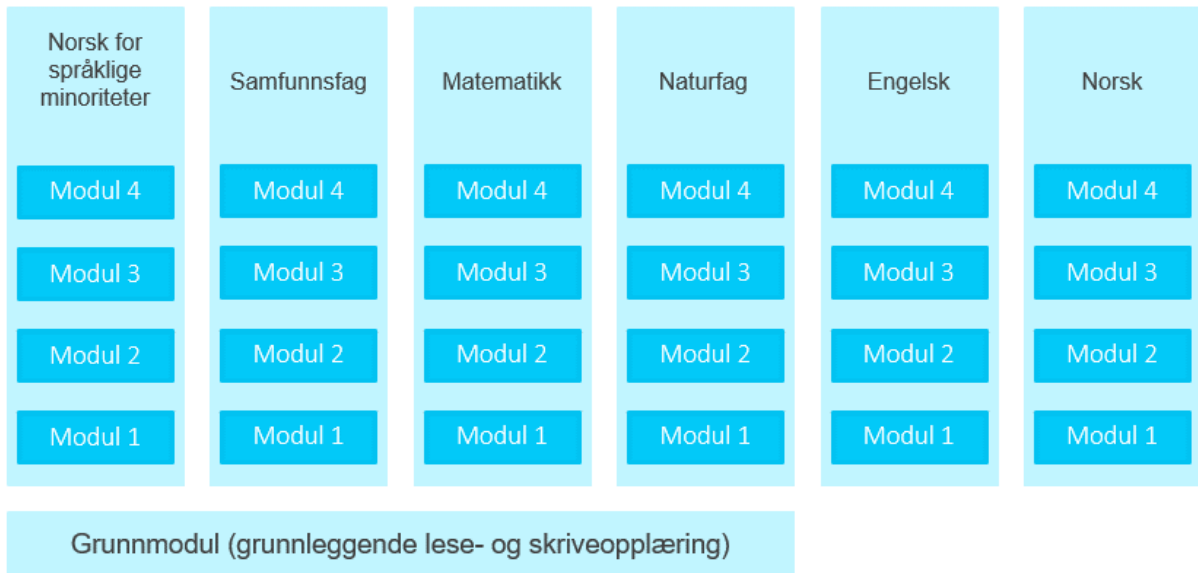 Norsk for
språklige
minoriteter
Samfunnsfag
Matematikk
Naturfag
Engelsk
Norsk
Modul 4
Modul 4
Modul 4
Modul 4
Modul 4
Modul 4
Modul 3
Modul 3
Modul 3
Modul 3
Modul 3
Modul 3
Modul 2
Modul 2
Modul 2
Modul 2
Modul 2
Modul 2
Modul 1
Modul 1
Modul 1
Modul 1
Modul 1
Modul 1
Grunnmodul (grunnleggende lese- og skriveopplæring)